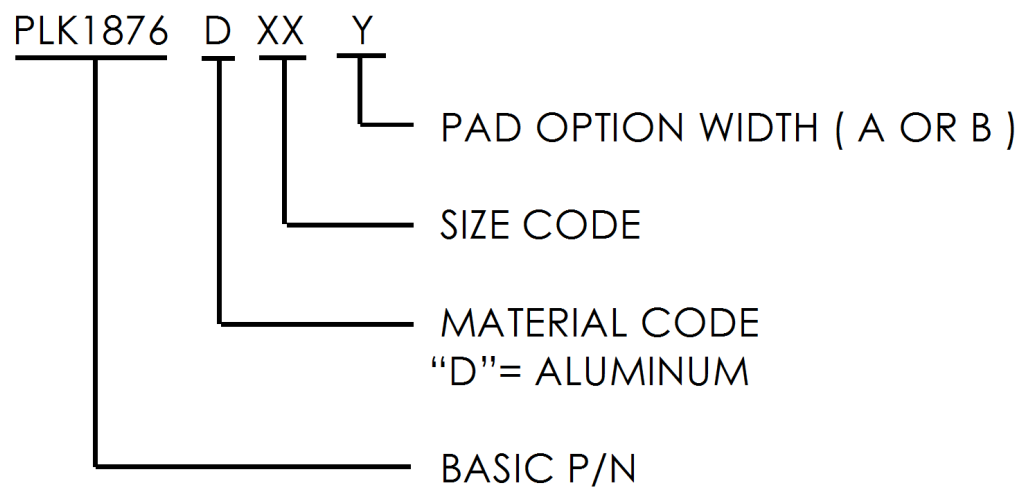 PLK1876 D XX Y
PAD OPTION WIDTH ( A OR B )
SIZE CODE
MATERIAL CODE
“D”= ALUMINUM
BASIC P/N